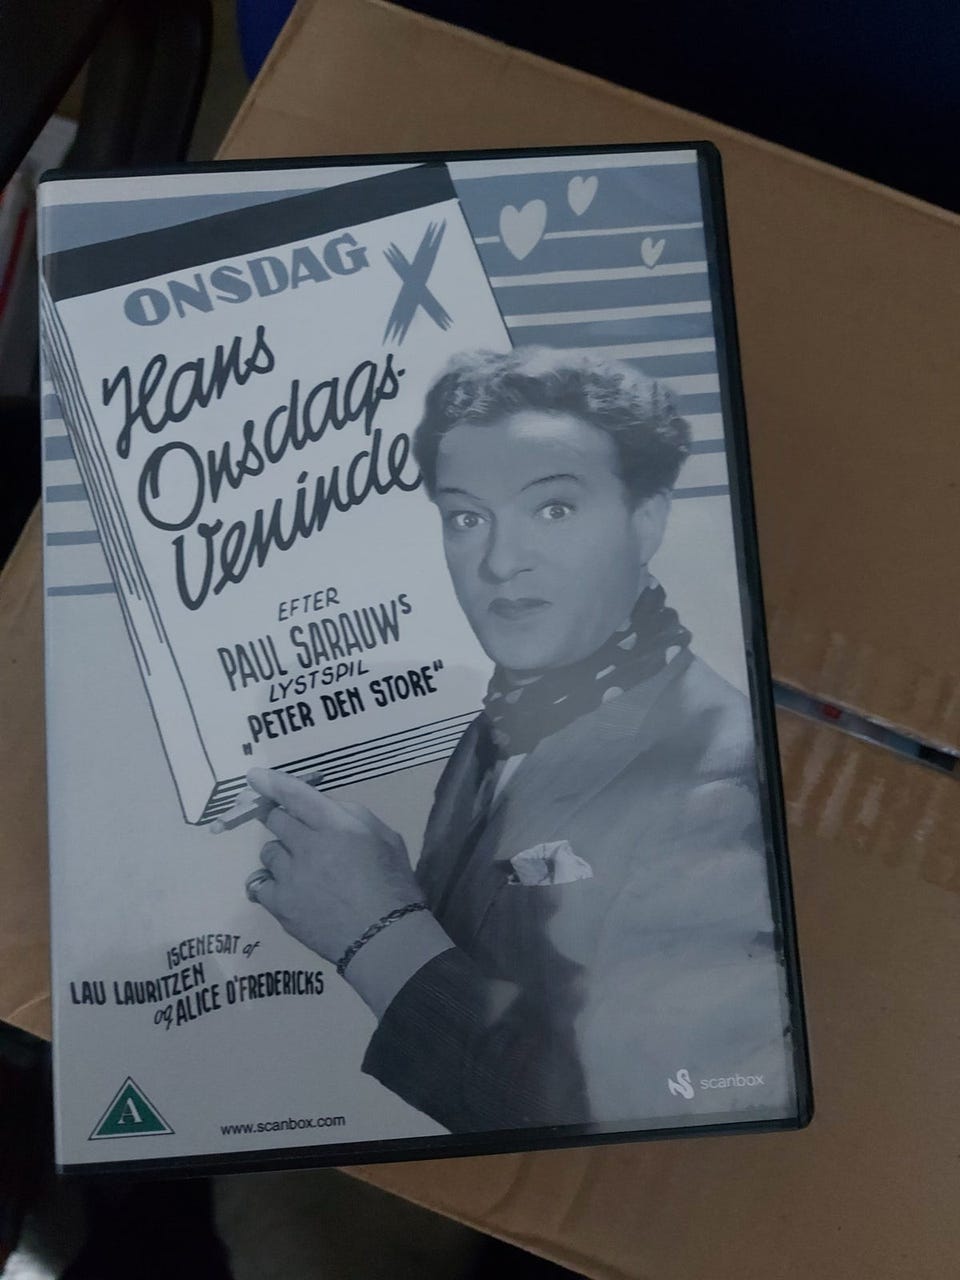 ONSDAG X
Hans
Onsdags-
Veninde
EFTER
PAUL SARAUWS
LYSTSPIL
„PETER DEN STORE"
ISCENESAT af
LAU LAURITZEN
og ALICE O'FREDERICKS
A
www.scanbox.com
scanbox